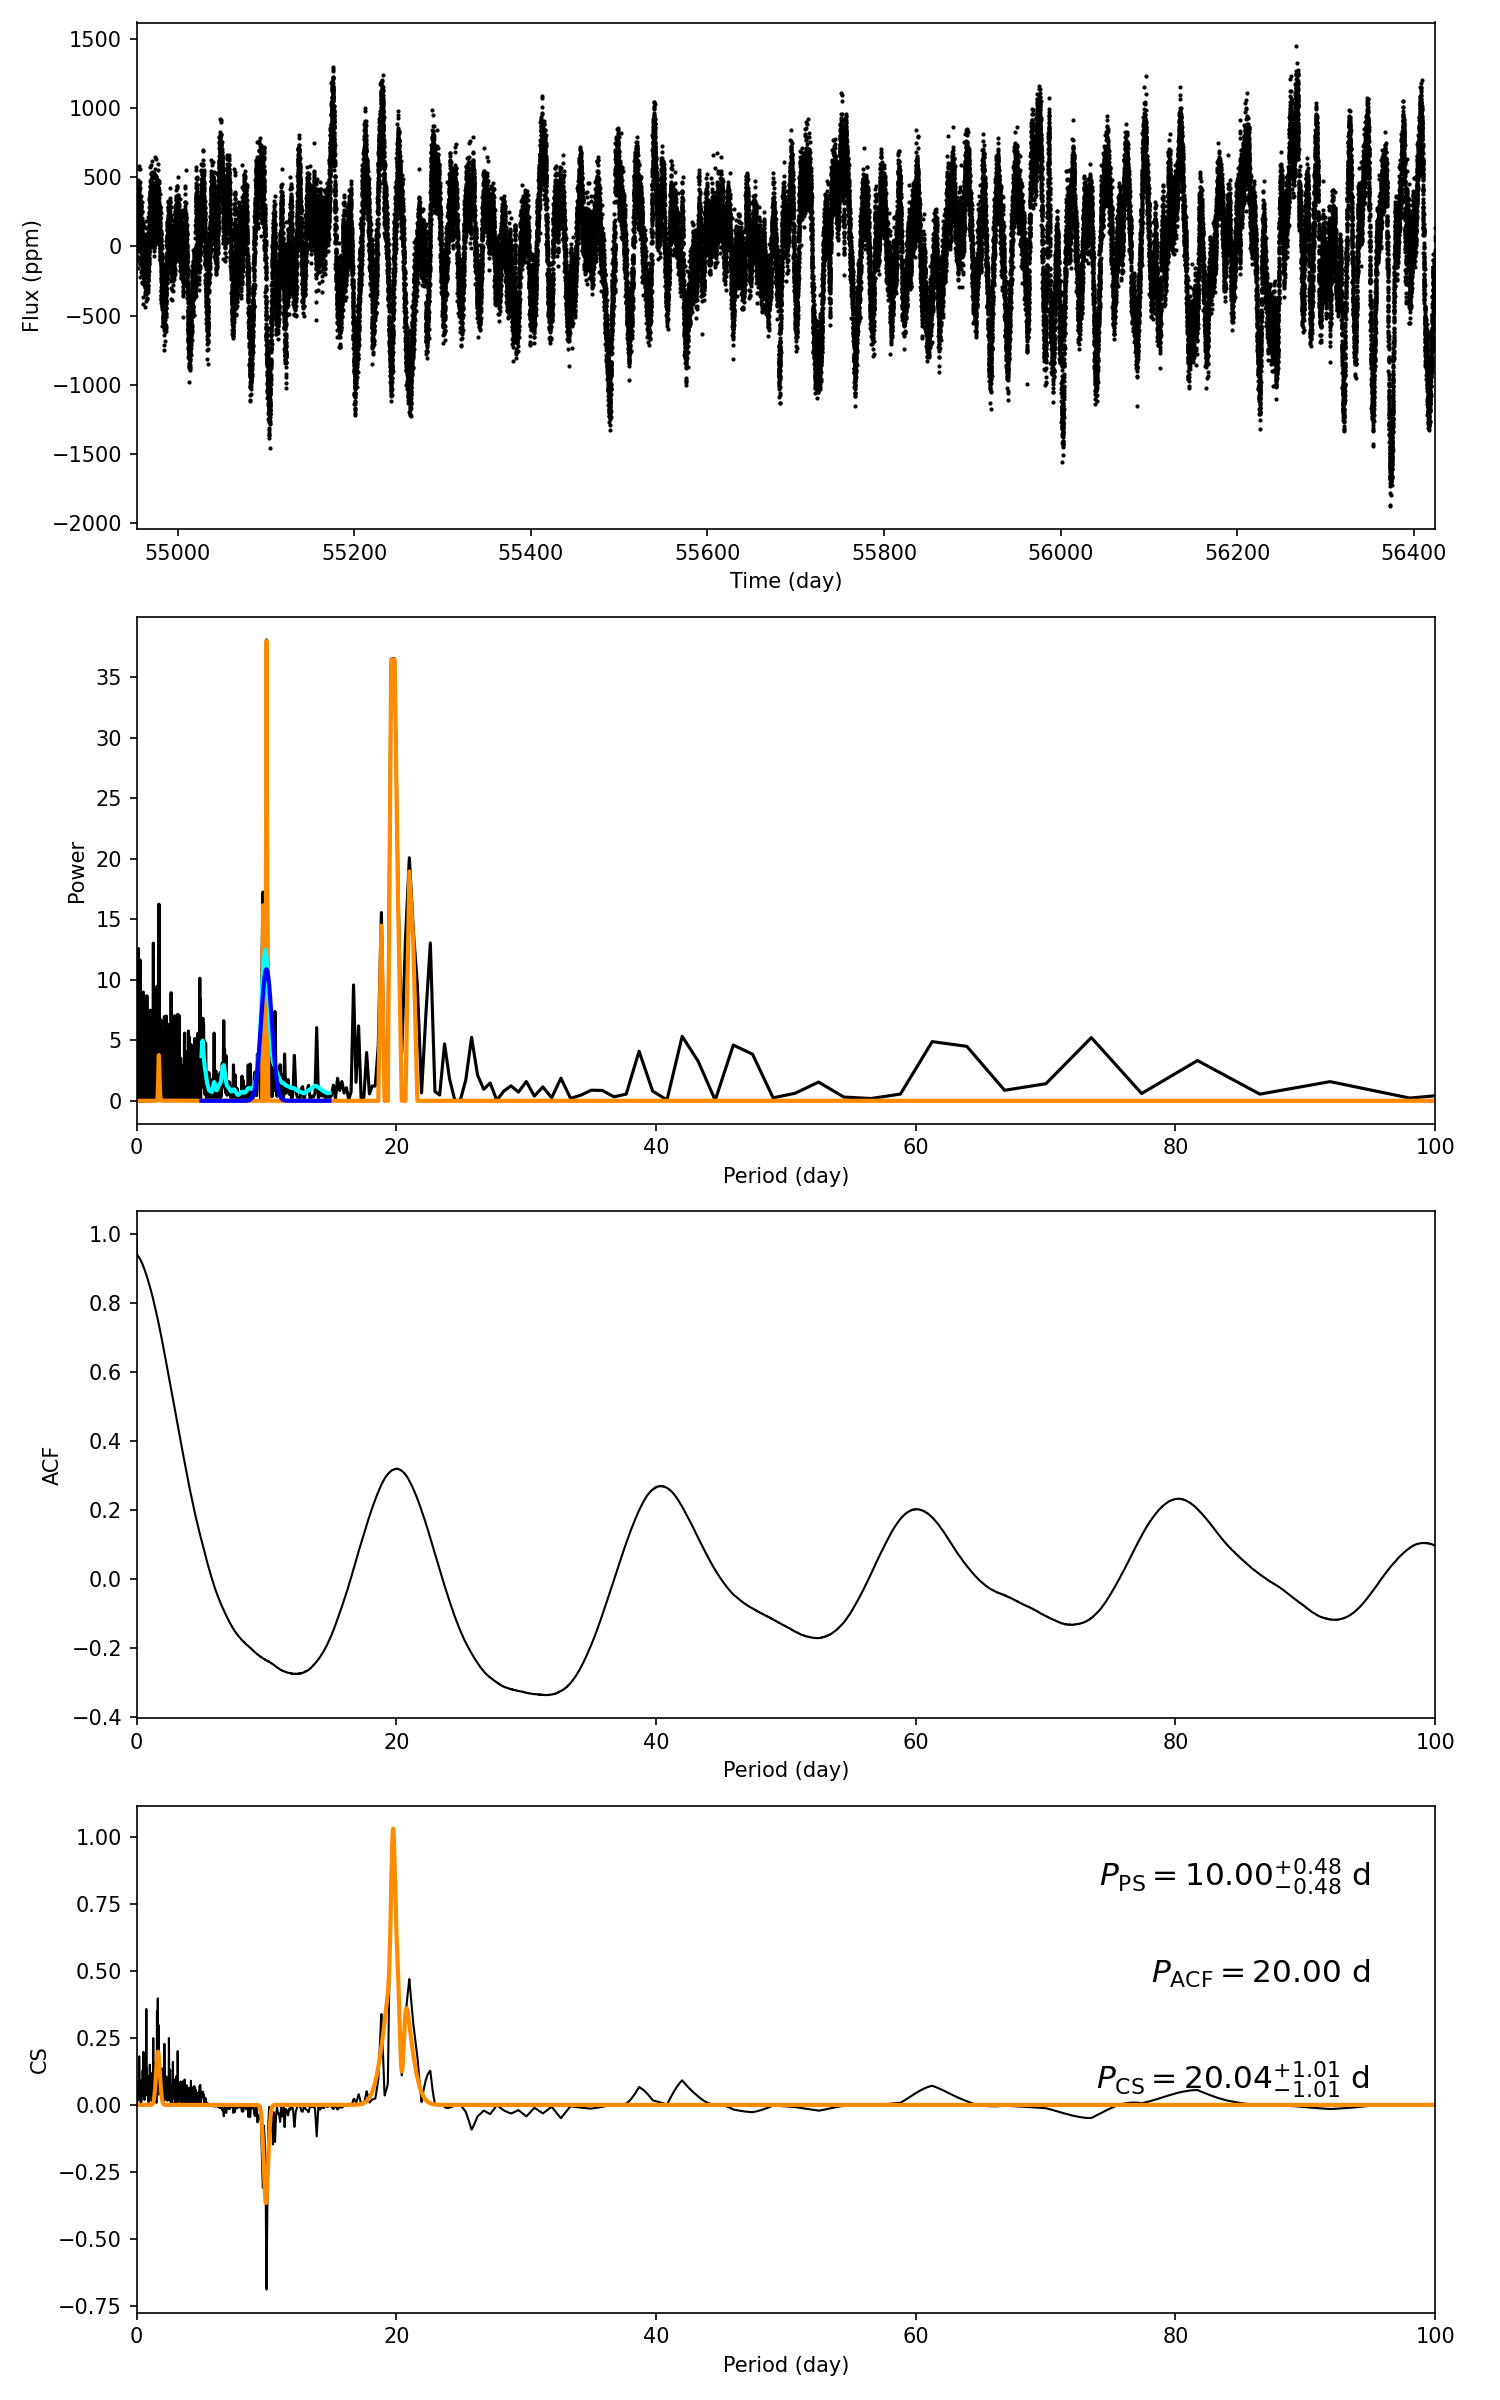 1500
1000
500
0
−500
−1000
−1500
−2000
Flux (ppm)
55000 55200 55400 55600 55800 56000 56200 56400
Time (day)
35
30
25
20
15
10
5
0
Power
0 20 40 60 80 100
Period (day)
1.0
0.8
0.6
0.4
0.2
0.0
−0.2
−0.4
ACF
0 20 40 60 80 100
Period (day)
1.00
0.75
0.50
0.25
0.00
−0.25
−0.50
−0.75
CS
P_PS = 10.00^{+0.48}_{−0.48} d
P_ACF = 20.00 d
P_CS = 20.04^{+1.01}_{−1.01} d
0 20 40 60 80 100
Period (day)